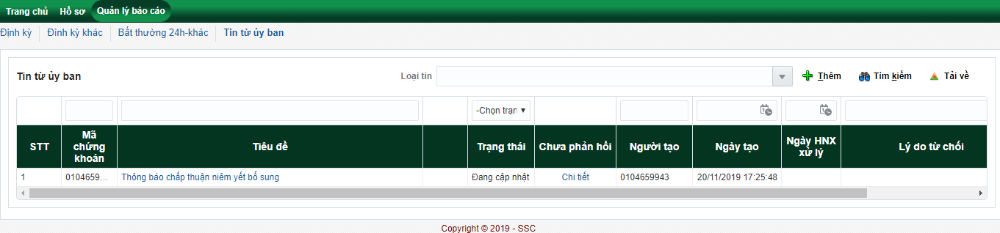 Trang chủ Hồ sơ Quản lý báo cáo
Định kỳ Đình kỳ khác Bất thường 24h-khác Tin từ ủy ban
Tin từ ủy ban Loại tin Thêm Tìm kiếm Tải về
-Chọn trạn
STT Mã chứng khoán Tiêu đề Trạng thái Chưa phản hồi Người tạo Ngày tạo Ngày HNX xử lý Lý do từ chối
1 0104659... Thông báo chấp thuận niêm yết bổ sung Đang cập nhật Chi tiết 0104659943 20/11/2019 17:25:48
Copyright © 2019 - SSC